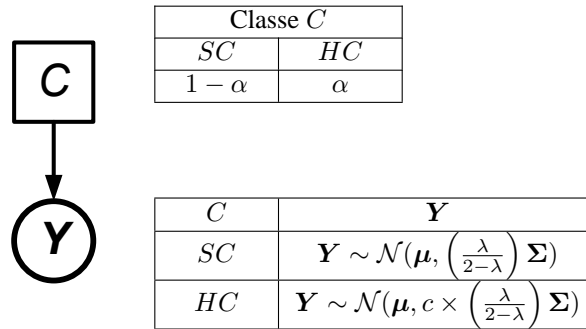 Classe C
SC HC
1 − α α
C
Y
C Y
SC Y ∼ N(μ, (λ/(2−λ)) Σ)
HC Y ∼ N(μ, c × (λ/(2−λ)) Σ)